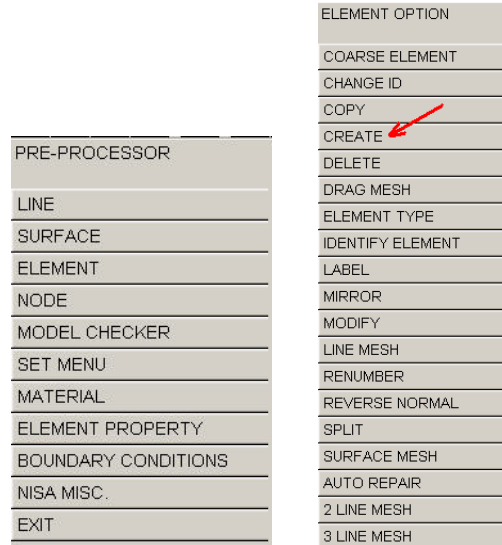 PRE-PROCESSOR
LINE
SURFACE
ELEMENT
NODE
MODEL CHECKER
SET MENU
MATERIAL
ELEMENT PROPERTY
BOUNDARY CONDITIONS
NISA MISC.
EXIT
ELEMENT OPTION
COARSE ELEMENT
CHANGE ID
COPY
CREATE
DELETE
DRAG MESH
ELEMENT TYPE
IDENTIFY ELEMENT
LABEL
MIRROR
MODIFY
LINE MESH
RENUMBER
REVERSE NORMAL
SPLIT
SURFACE MESH
AUTO REPAIR
2 LINE MESH
3 LINE MESH